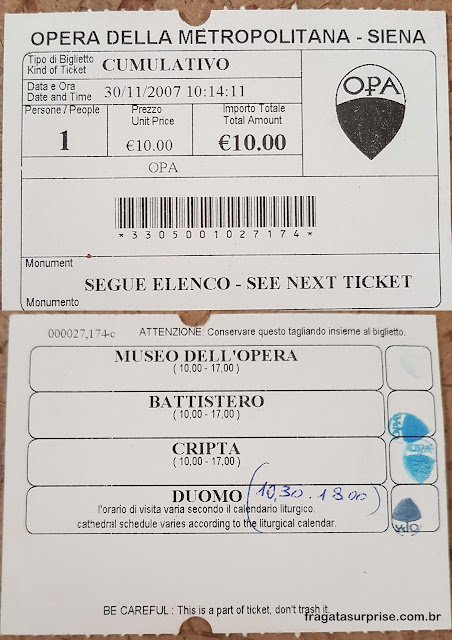 OPERA DELLA METROPOLITANA - SIENA
Tipo di Biglietto
Kind of Ticket
CUMULATIVO
Data e Ora
Date and Time
30/11/2007 10:14:11
Persone / People
1
Prezzo
Unit Price
€10.00
Importo Totale
Total Amount
€10.00
OPA
OPA
*3305001027174*
Monument
SEGUE ELENCO - SEE NEXT TICKET
Monumento
000027,174-c
ATTENZIONE: Conservare questo tagliando insieme al biglietto.
MUSEO DELL'OPERA
( 10,00 - 17,00 )
BATTISTERO
( 10,00 - 17,00 )
CRIPTA
( 10,00 - 17,00 )
DUOMO (10,30 - 18 00)
l'orario di visita varia secondo il calendario liturgico.
cathedral schedule varies according to the liturgical calendar.
BE CAREFUL : This is a part of ticket, don't trash it.
fragatasurprise.com.br